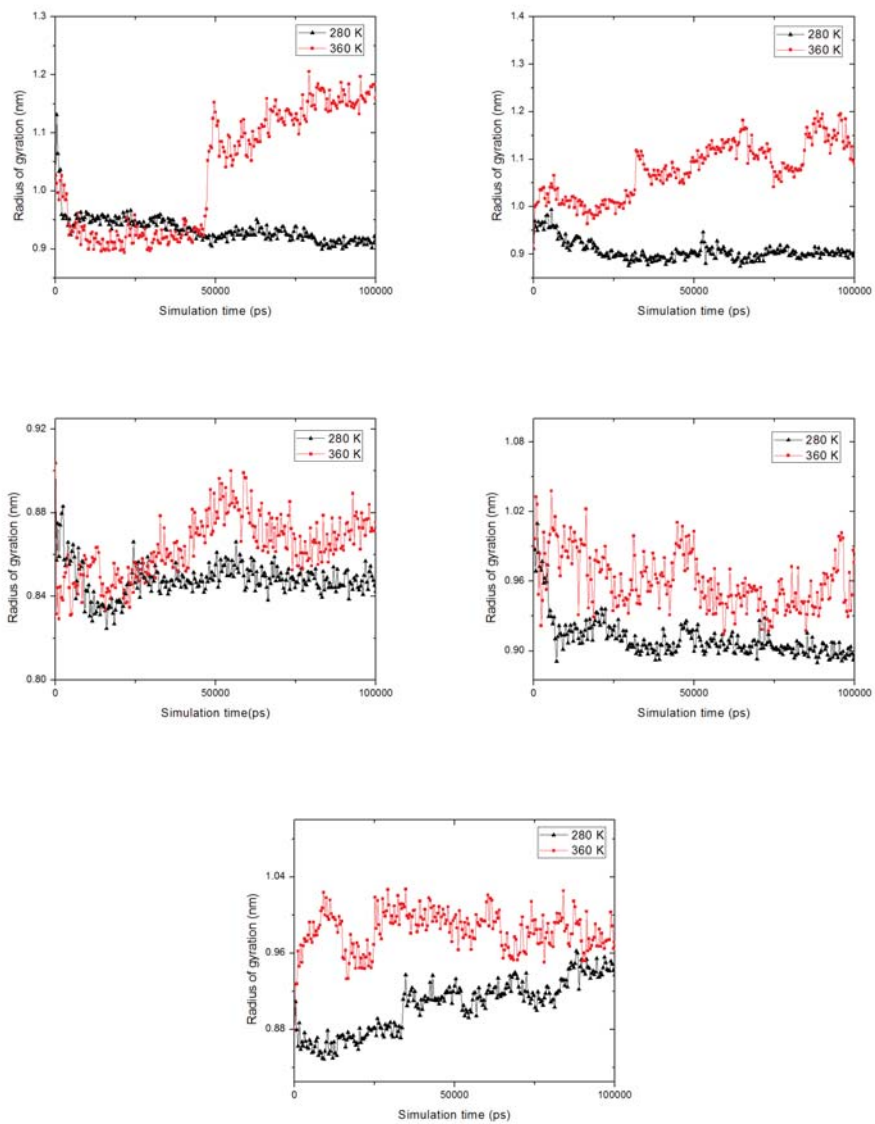 1.3
280 K
360 K
1.2
1.1
1.0
0.9
Radius of gyration (nm)
0
50000
100000
Simulation time (ps)
1.4
280 K
360 K
1.2
1.1
1.0
0.9
Radius of gyration (nm)
0
50000
100000
Simulation time (ps)
0.92
280 K
360 K
0.88
0.84
0.80
Radius of gyration (nm)
0
50000
100000
Simulation time(ps)
1.08
280 K
360 K
1.02
0.96
0.90
Radius of gyration (nm)
0
50000
100000
Simulation time (ps)
280 K
360 K
1.04
0.96
0.88
Radius of gyration (nm)
0
50000
100000
Simulation time (ps)